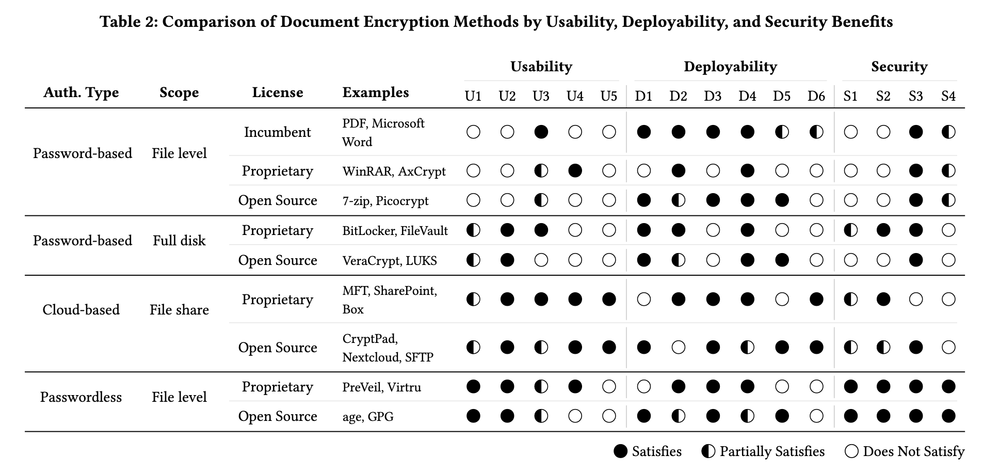 Table 2: Comparison of Document Encryption Methods by Usability, Deployability, and Security Benefits
Usability Deployability Security
Auth. Type Scope License Examples U1 U2 U3 U4 U5 D1 D2 D3 D4 D5 D6 S1 S2 S3 S4
Password-based File level
Incumbent PDF, Microsoft
Word
Proprietary WinRAR, AxCrypt
Open Source 7-zip, Picocrypt
Password-based Full disk
Proprietary BitLocker, FileVault
Open Source VeraCrypt, LUKS
Cloud-based File share
Proprietary MFT, SharePoint,
Box
Open Source CryptPad,
Nextcloud, SFTP
Passwordless File level
Proprietary PreVeil, Virtru
Open Source age, GPG
Satisfies Partially Satisfies Does Not Satisfy